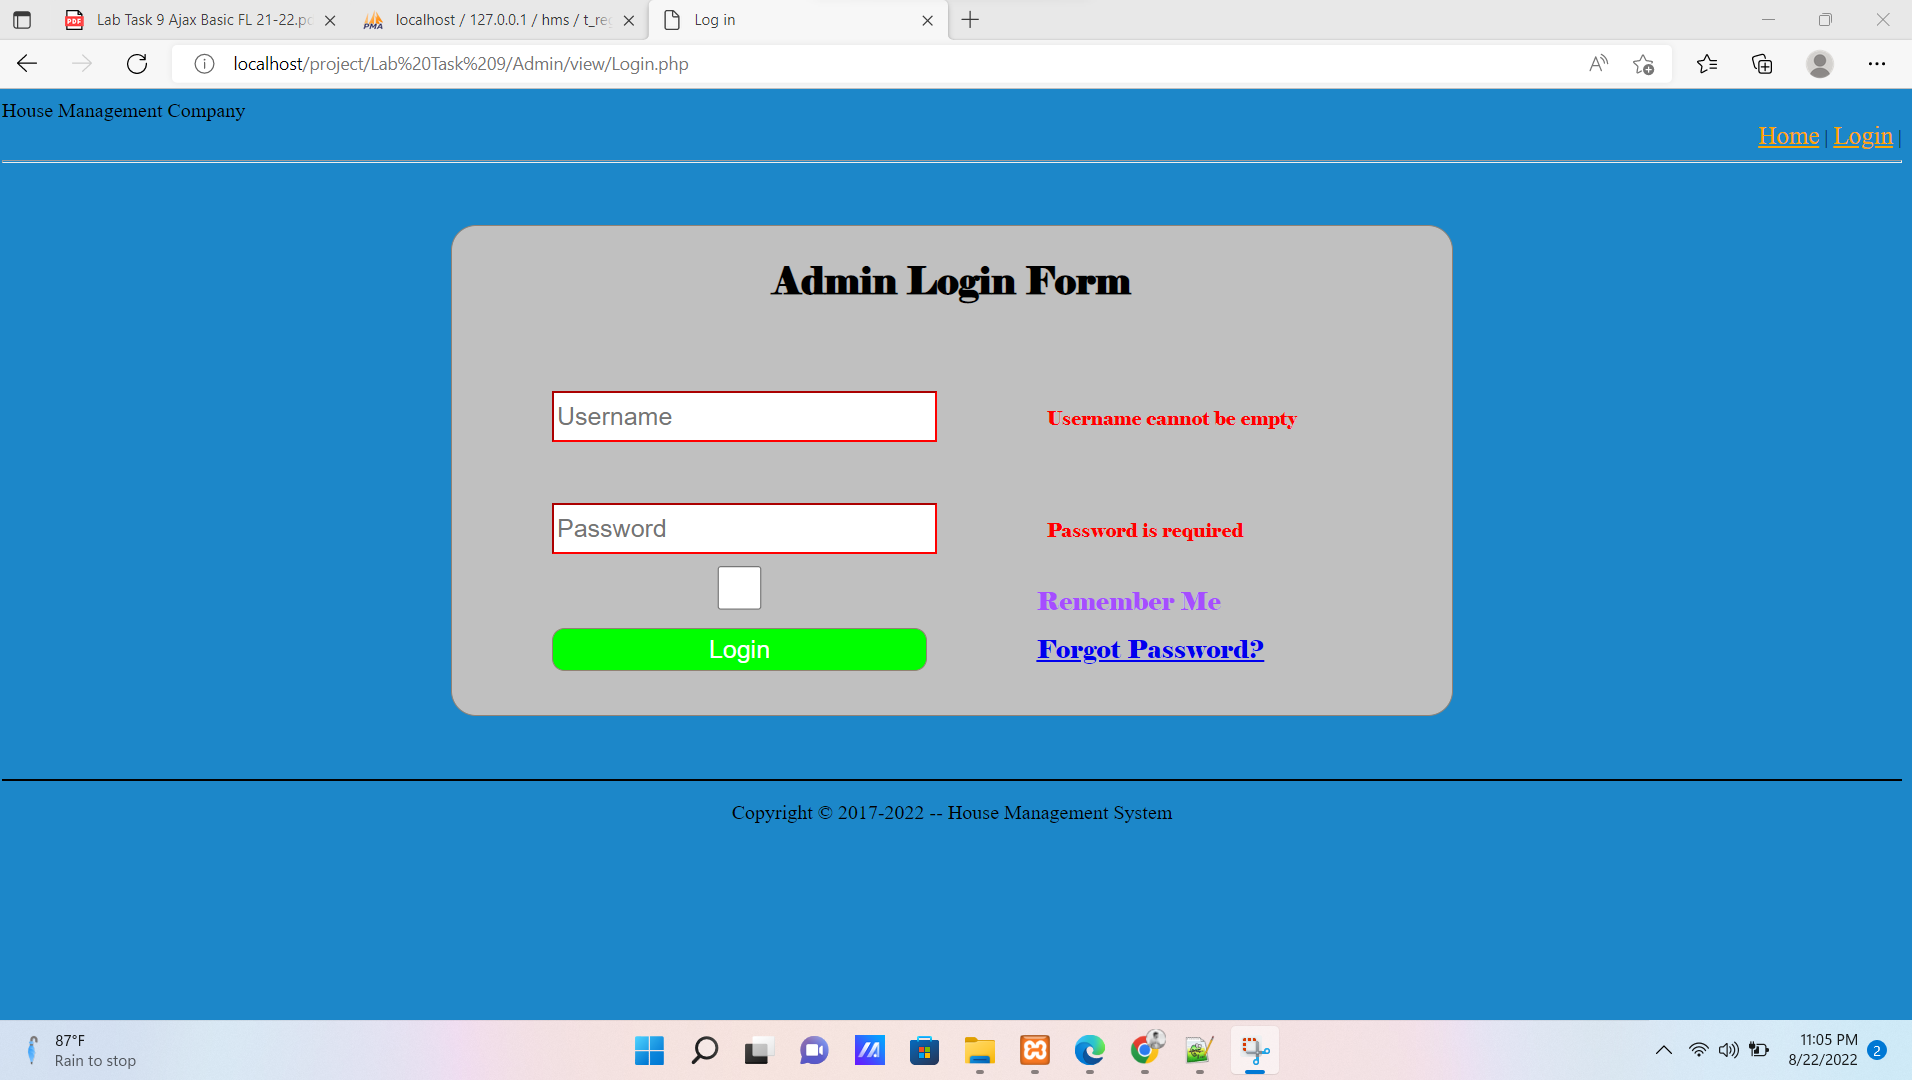 Lab Task 9 Ajax Basic FL 21-22.p
localhost / 127.0.0.1 / hms / t_re
Log in
localhost/project/Lab%20Task%209/Admin/view/Login.php
House Management Company
Home | Login |
Admin Login Form
Username
Username cannot be empty
Password
Password is required
Remember Me
Login
Forgot Password?
Copyright © 2017-2022 -- House Management System
87°F
Rain to stop
11:05 PM
8/22/2022
2